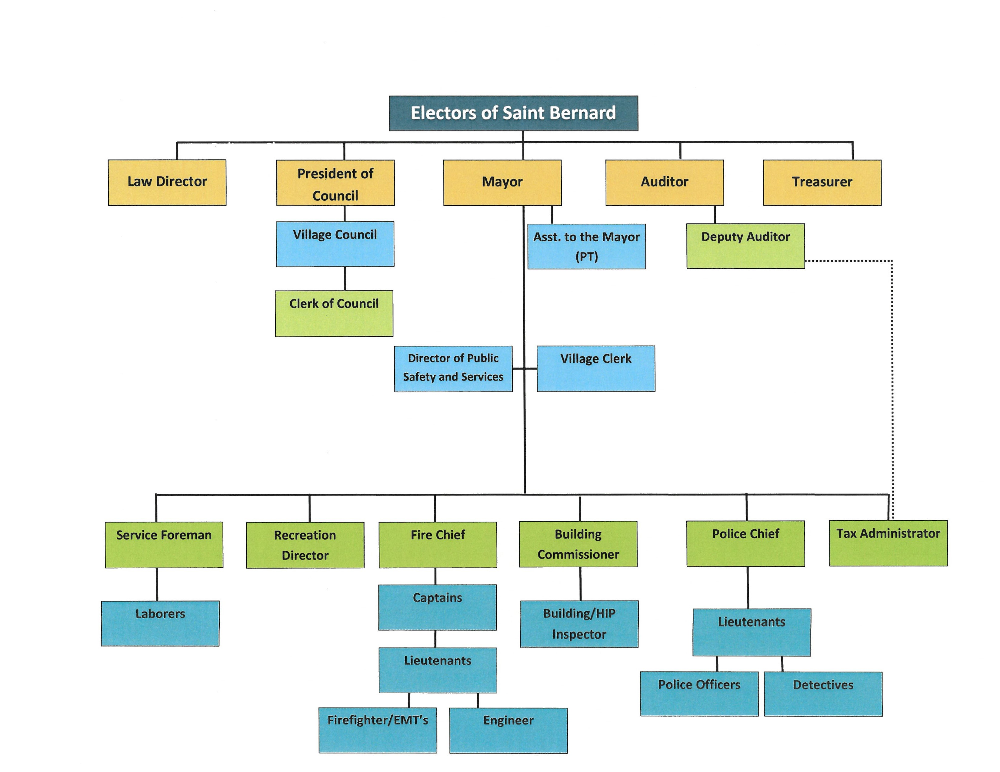 Electors of Saint Bernard
Law Director
President of
Council
Mayor
Auditor
Treasurer
Village Council
Asst. to the Mayor
(PT)
Deputy Auditor
Clerk of Council
Director of Public
Safety and Services
Village Clerk
Service Foreman
Recreation
Director
Fire Chief
Building
Commissioner
Police Chief
Tax Administrator
Laborers
Captains
Building/HIP
Inspector
Lieutenants
Lieutenants
Police Officers
Detectives
Firefighter/EMT’s
Engineer